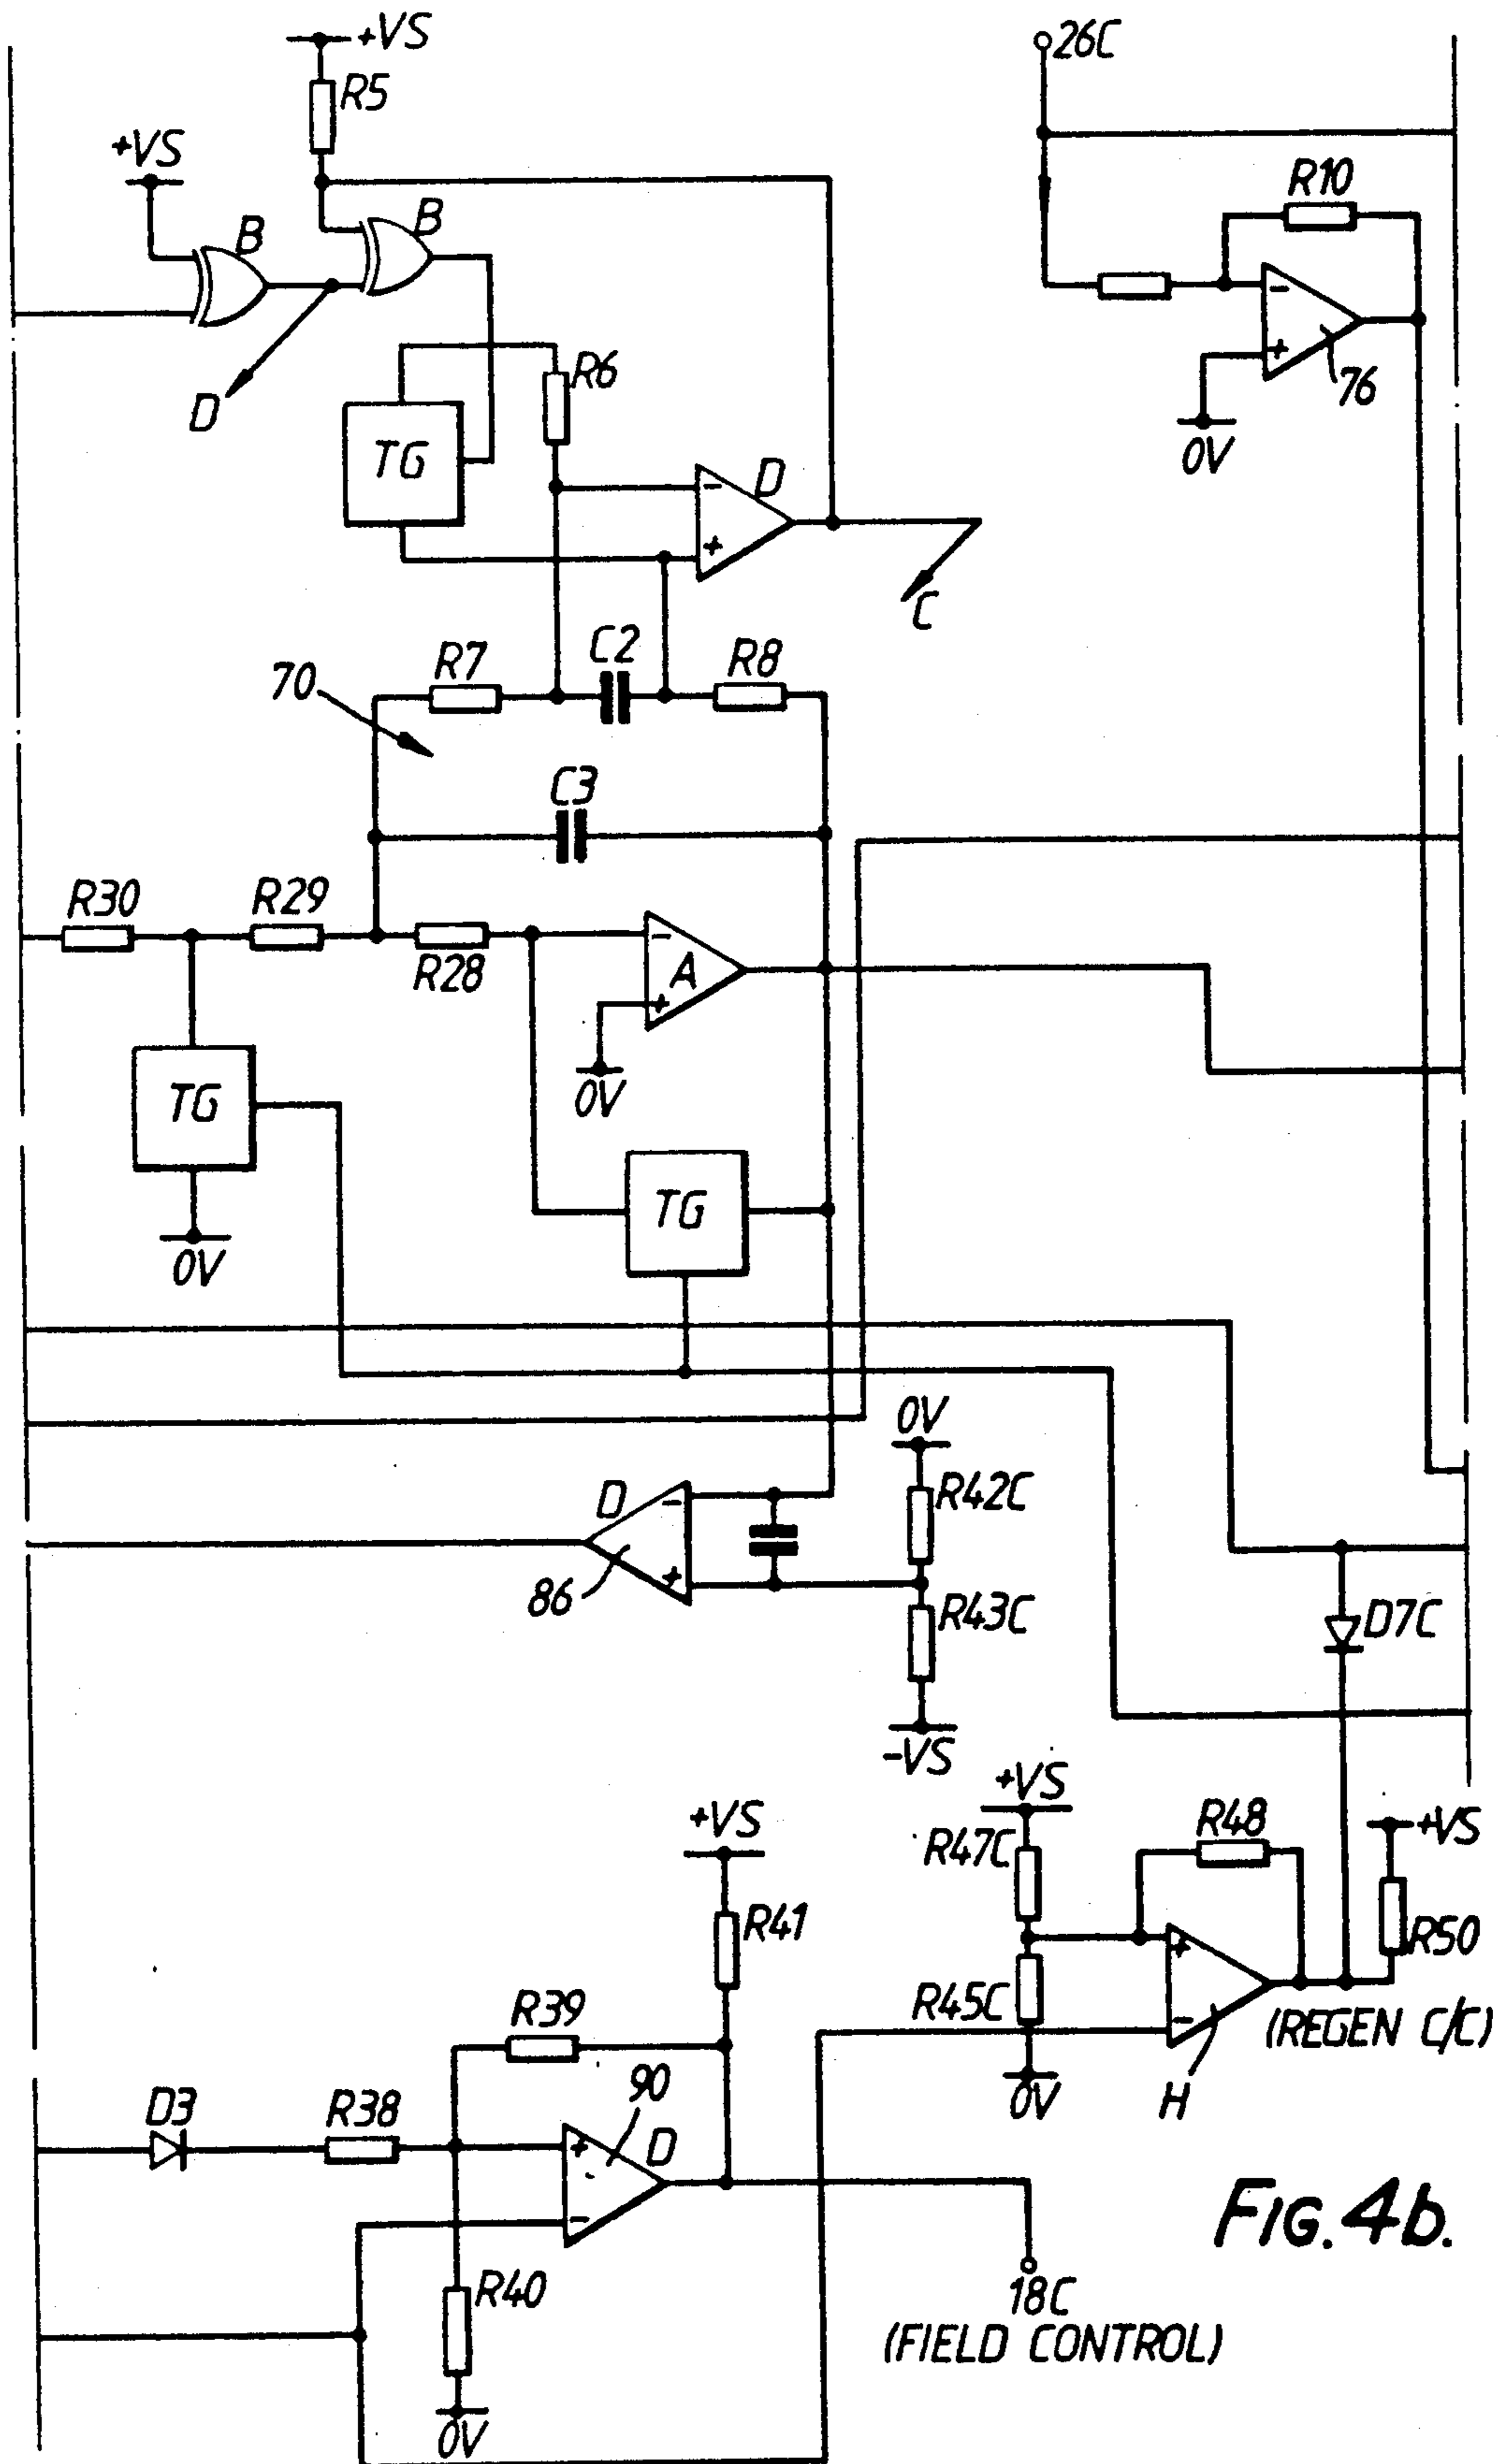 +VS
26C
R5
+VS
R10
B
B
-
+
76
0V
D
R6
TG
D
-
+
C
R7
C2
R8
70
C3
R30
R29
R28
-
A
+
0V
TG
TG
0V
0V
R42C
D
-
+
86
R43C
D7C
-VS
+VS
+VS
R48
+VS
R47C
R41
+
R50
R45C
R39
-
(REGEN C/C)
D3
R38
90
0V
H
+
D
-
FIG. 4b.
R40
18C
(FIELD CONTROL)
0V